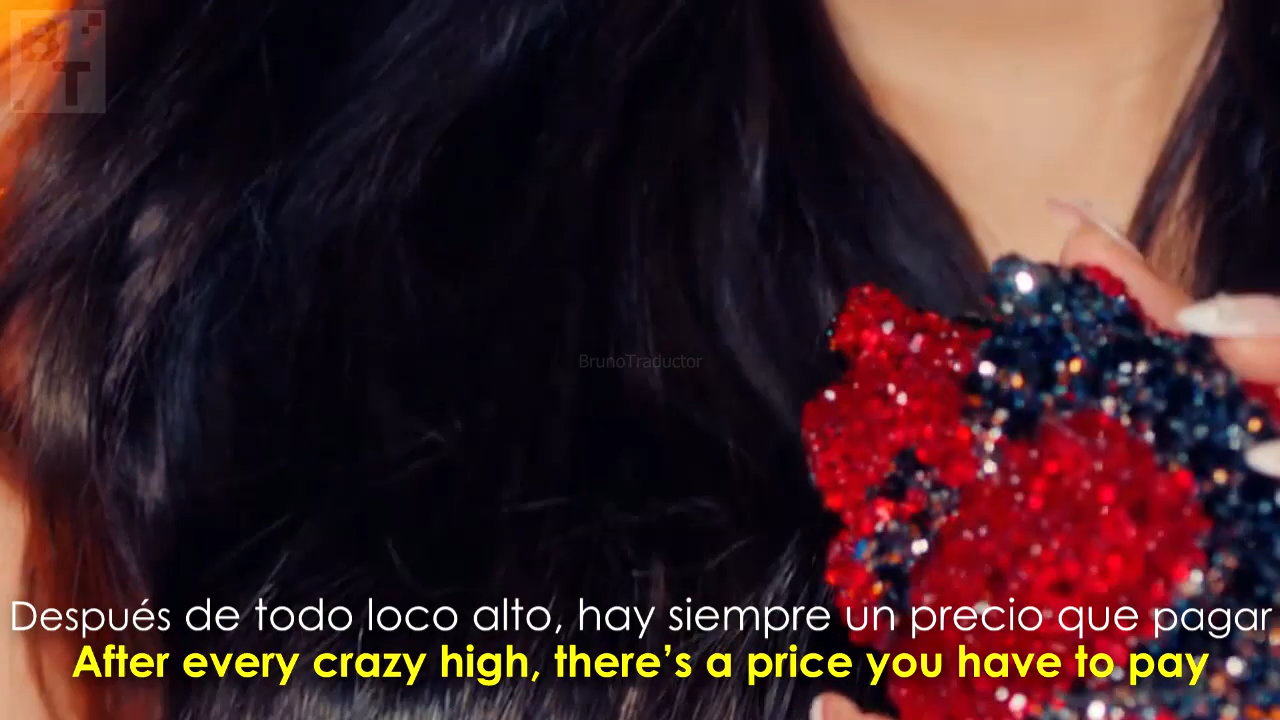 B
T
BrunoTraductor
Después de todo loco alto, hay siempre un precio que pagar
After every crazy high, there’s a price you have to pay